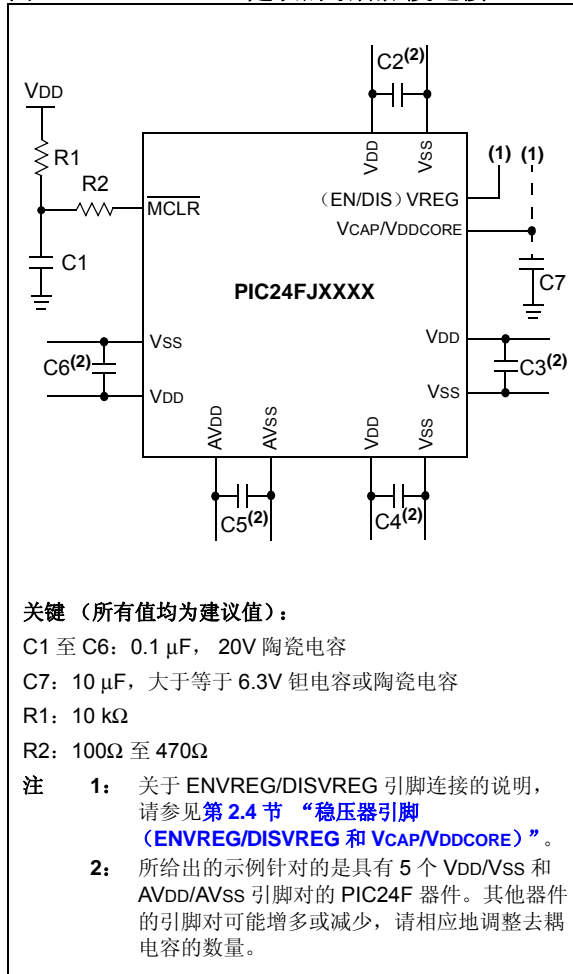 C2(2)
VDD
R1
R2
C1
MCLR
VDD
VSS
(1) (1)
(EN/DIS) VREG
VCAP/VDDCORE
C7
PIC24FJXXXX
VSS
VDD
C6(2)
VDD
VSS
C3(2)
AVDD
AVSS
VDD
VSS
C5(2)
C4(2)
关键 (所有值均为建议值):
C1 至 C6:0.1 μF, 20V 陶瓷电容
C7:10 μF,大于等于 6.3V 钽电容或陶瓷电容
R1:10 kΩ
R2:100Ω 至 470Ω
注 1: 关于 ENVREG/DISVREG 引脚连接的说明,
请参见第 2.4 节 “稳压器引脚
(ENVREG/DISVREG 和 VCAP/VDDCORE)”。
2: 所给出的示例针对的是具有 5 个 VDD/VSS 和
AVDD/AVSS 引脚对的 PIC24F 器件。其他器件
的引脚对可能增多或减少,请相应地调整去耦
电容的数量。